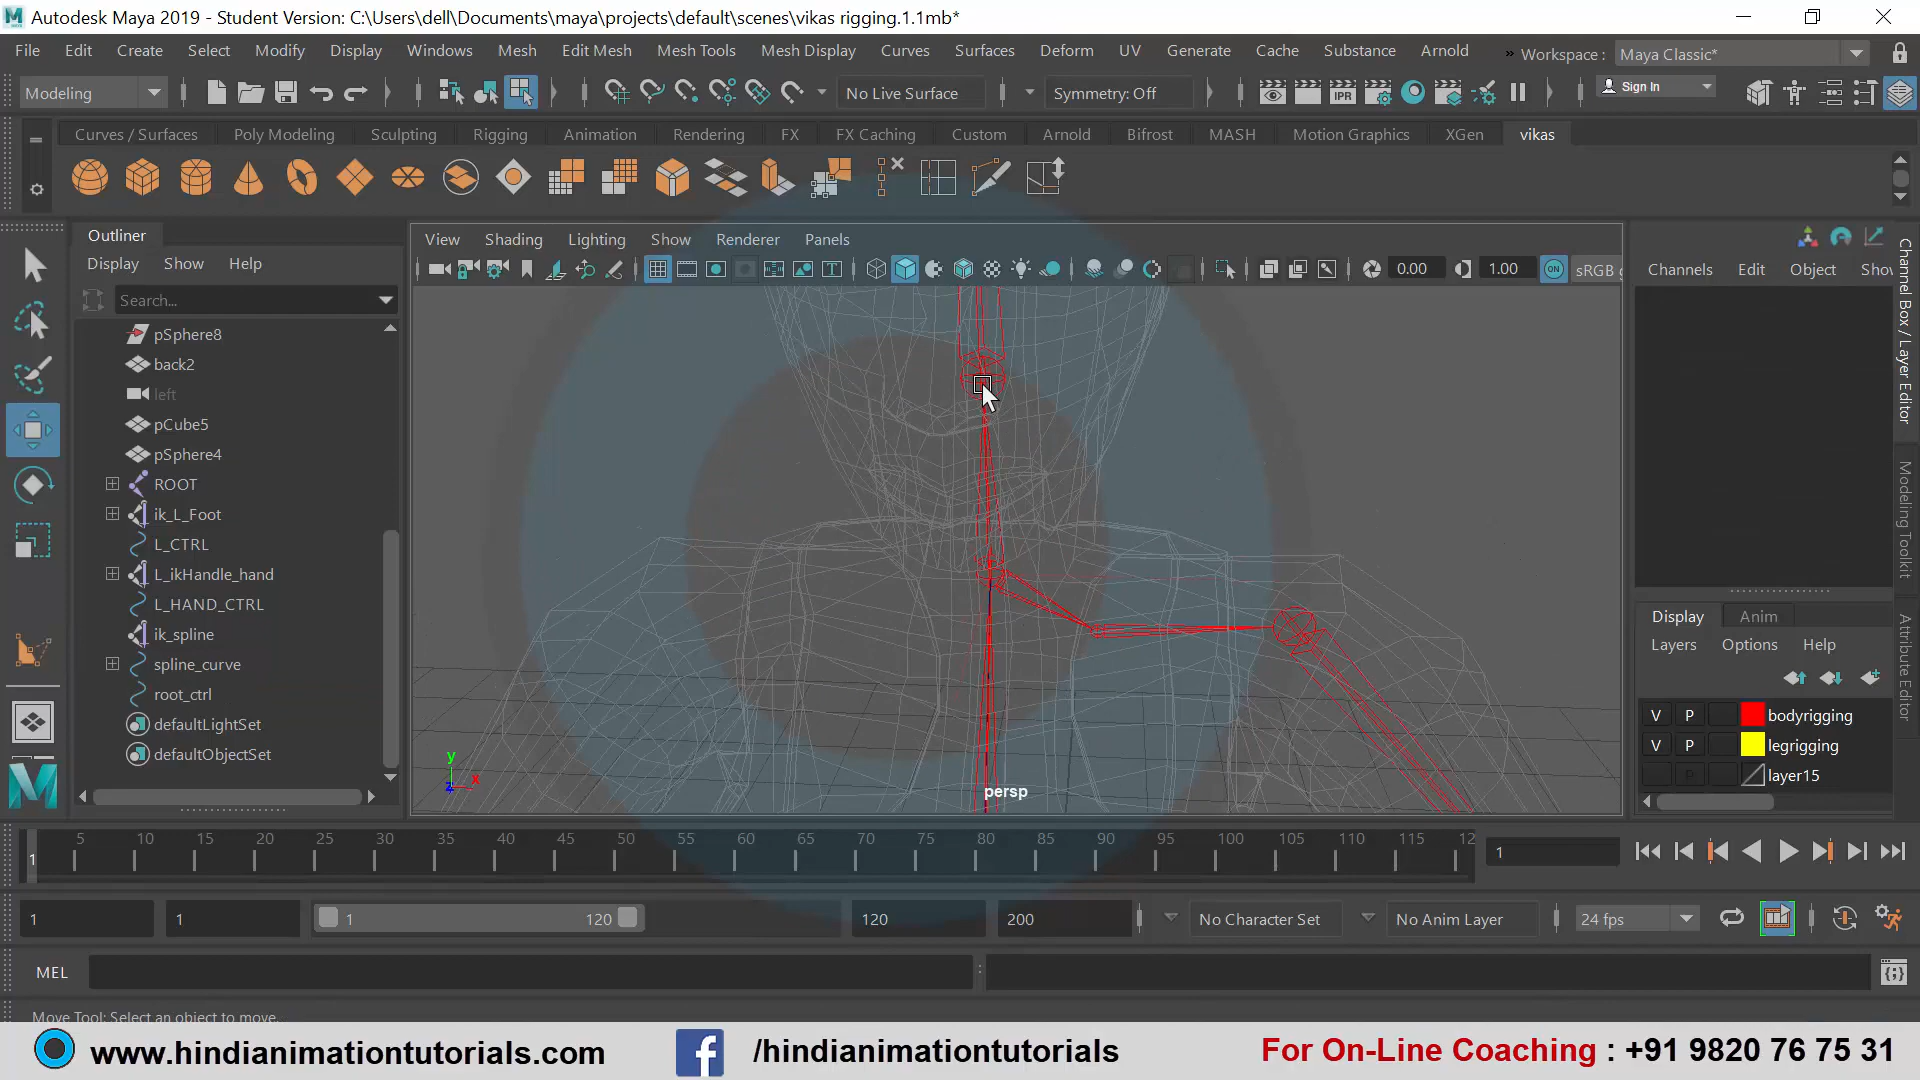 Autodesk Maya 2019 - Student Version: C:\Users\dell\Documents\maya\projects\default\scenes\vikas rigging.1.1mb*
File Edit Create Select Modify Display Windows Mesh Edit Mesh Mesh Tools Mesh Display Curves Surfaces Deform UV Generate Cache Substance Arnold » Workspace : Maya Classic*
Modeling No Live Surface Symmetry: Off IPR Sign In
Curves / Surfaces Poly Modeling Sculpting Rigging Animation Rendering FX FX Caching Custom Arnold Bifrost MASH Motion Graphics XGen vikas
Outliner
Display Show Help
Search...
pSphere8
back2
left
pCube5
pSphere4
ROOT
ik_L_Foot
L_CTRL
L_ikHandle_hand
L_HAND_CTRL
ik_spline
spline_curve
root_ctrl
defaultLightSet
defaultObjectSet
View Shading Lighting Show Renderer Panels
0.00 1.00 ON sRGB
y
x
z
persp
Channels Edit Object Show
Channel Box / Layer Editor
Modeling Toolkit
Attribute Editor
Display Anim
Layers Options Help
V P bodyrigging
V P legrigging
P layer15
1 5 10 15 20 25 30 35 40 45 50 55 60 65 70 75 80 85 90 95 100 105 110 115 12
1
1 1 1 120 120 200 No Character Set No Anim Layer 24 fps
MEL
Move Tool: Select an object to move.
www.hindianimationtutorials.com f /hindianimationtutorials For On-Line Coaching : +91 9820 76 75 31